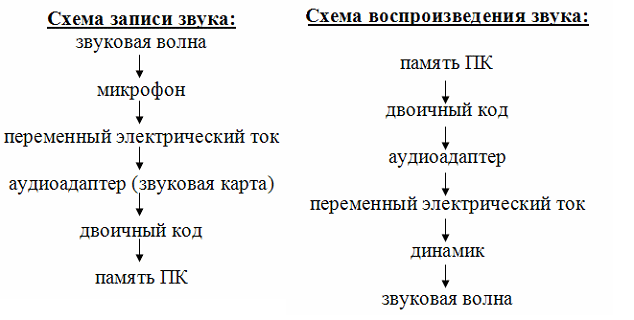 Схема записи звука:
звуковая волна
микрофон
переменный электрический ток
аудиоадаптер (звуковая карта)
двоичный код
память ПК
Схема воспроизведения звука:
память ПК
двоичный код
аудиоадаптер
переменный электрический ток
динамик
звуковая волна